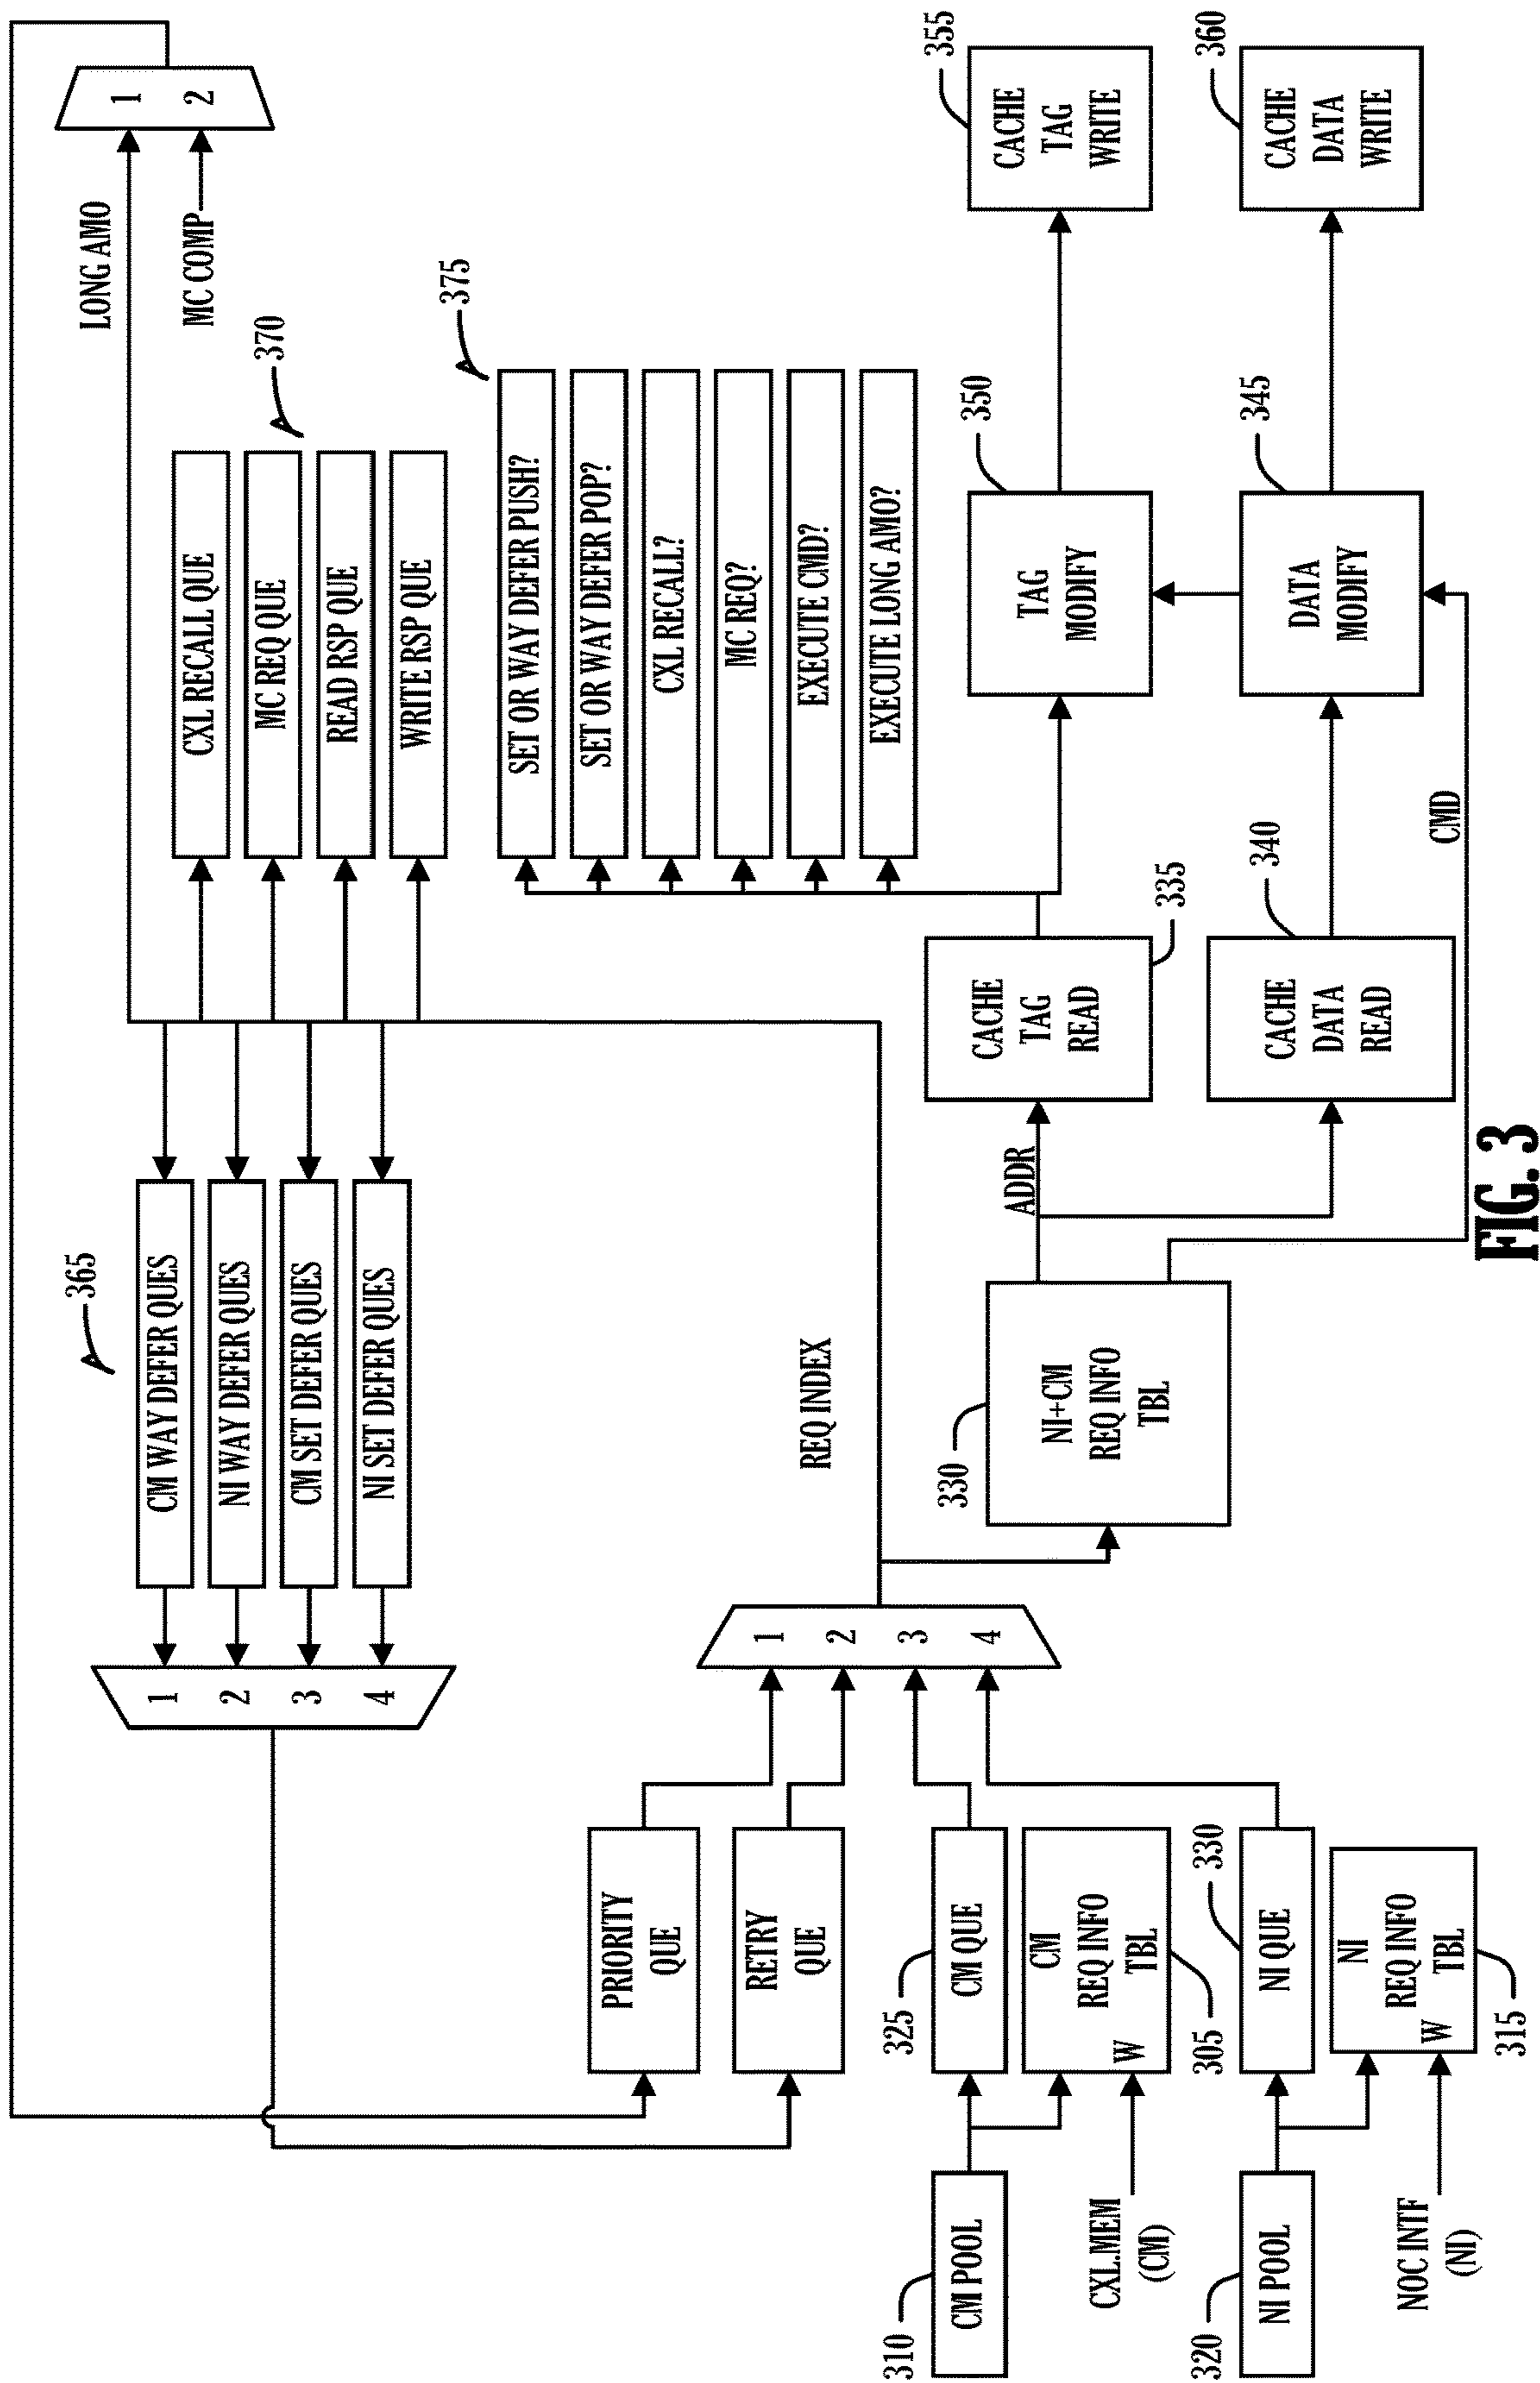 365
CM WAY DEFER QUES
NI WAY DEFER QUES
CM SET DEFER QUES
NI SET DEFER QUES
1
2
3
4
CXL RECALL QUE
MC REQ QUE
READ RSP QUE
WRITE RSP QUE
370
LONG AMO
MC COMP
1
2
375
SET OR WAY DEFER PUSH?
SET OR WAY DEFER POP?
CXL RECALL?
MC REQ?
EXECUTE CMD?
EXECUTE LONG AMO?
PRIORITY
QUE
RETRY
QUE
1
2
3
4
REQ INDEX
310
CM POOL
325
CM QUE
CM
REQ INFO
TBL
W
305
CXL.MEM
(CM)
320
NI POOL
330
NI QUE
NI
REQ INFO
TBL
W
315
NOC INTF
(NI)
330
NI+CM
REQ INFO
TBL
ADDR
CACHE
TAG
READ
335
CACHE
DATA
READ
340
CMD
350
TAG
MODIFY
345
DATA
MODIFY
355
CACHE
TAG
WRITE
360
CACHE
DATA
WRITE
FIG. 3